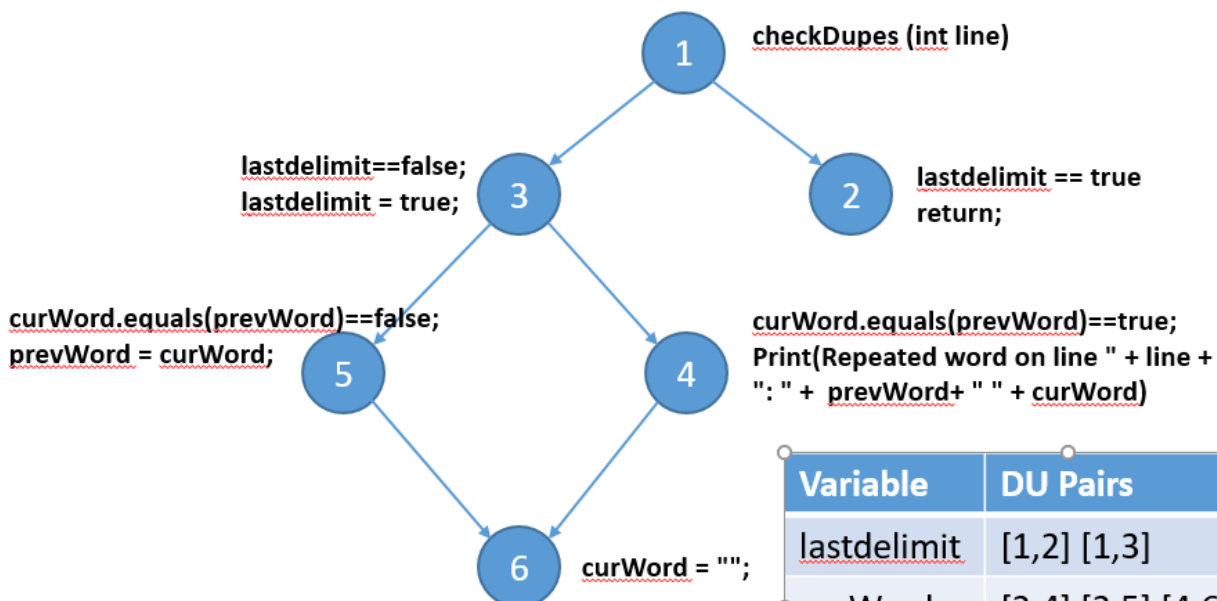 1
checkDupes (int line)
lastdelimit==false;
lastdelimit = true;
3
2
lastdelimit == true
return;
curWord.equals(prevWord)==false;
prevWord = curWord;
5
4
curWord.equals(prevWord)==true;
Print(Repeated word on line " + line +
": " + prevWord+ " " + curWord)
Variable DU Pairs
lastdelimit [1,2] [1,3]
6
curWord = "";